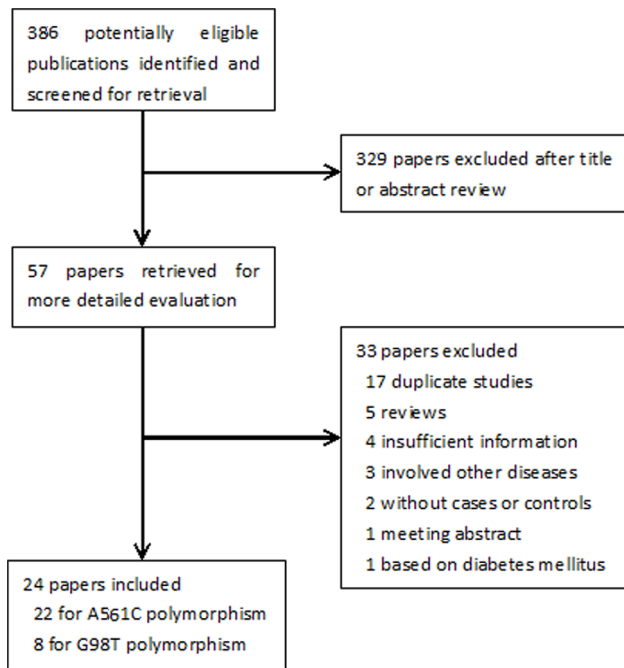 386 potentially eligible
publications identified and
screened for retrieval
329 papers excluded after title
or abstract review
57 papers retrieved for
more detailed evaluation
33 papers excluded
17 duplicate studies
5 reviews
4 insufficient information
3 involved other diseases
2 without cases or controls
1 meeting abstract
1 based on diabetes mellitus
24 papers included
22 for A561C polymorphism
8 for G98T polymorphism